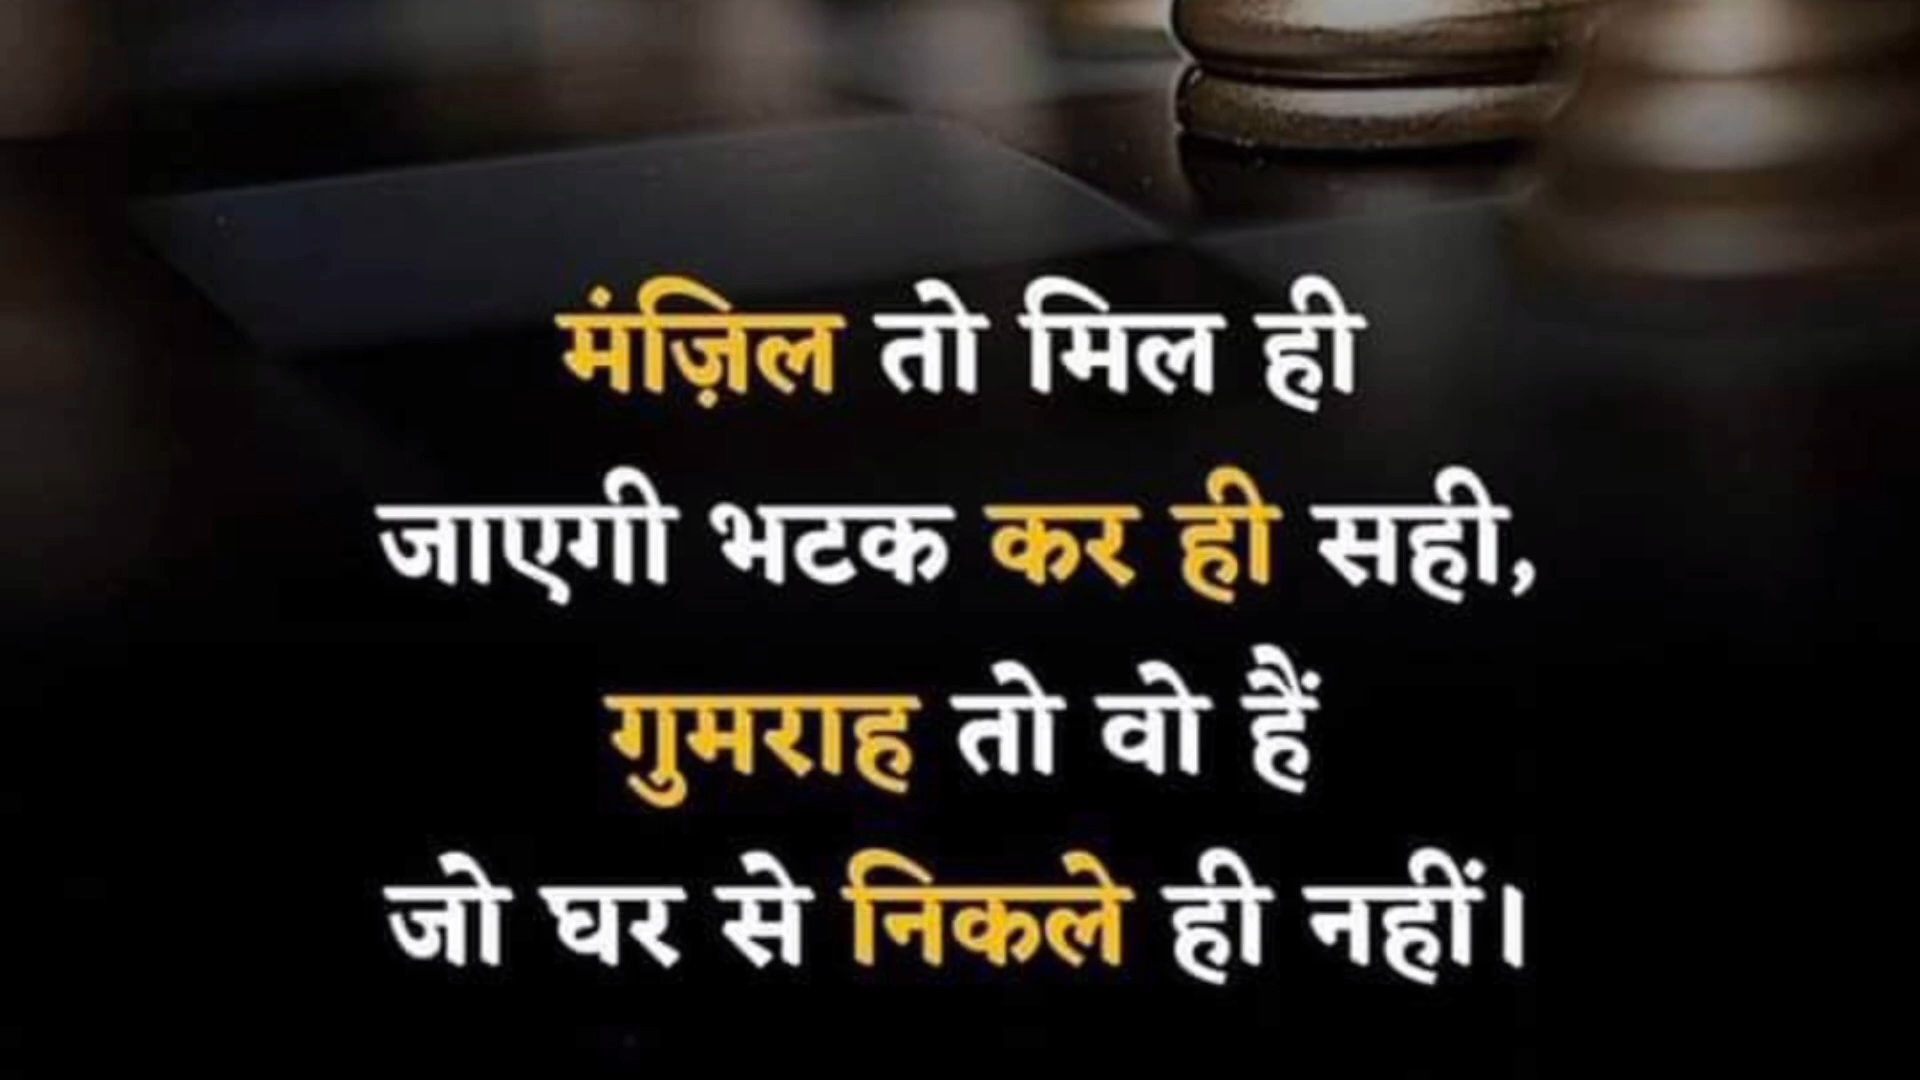 मंज़िल तो मिल ही
जाएगी भटक कर ही सही,
गुमराह तो वो हैं
जो घर से निकले ही नहीं।